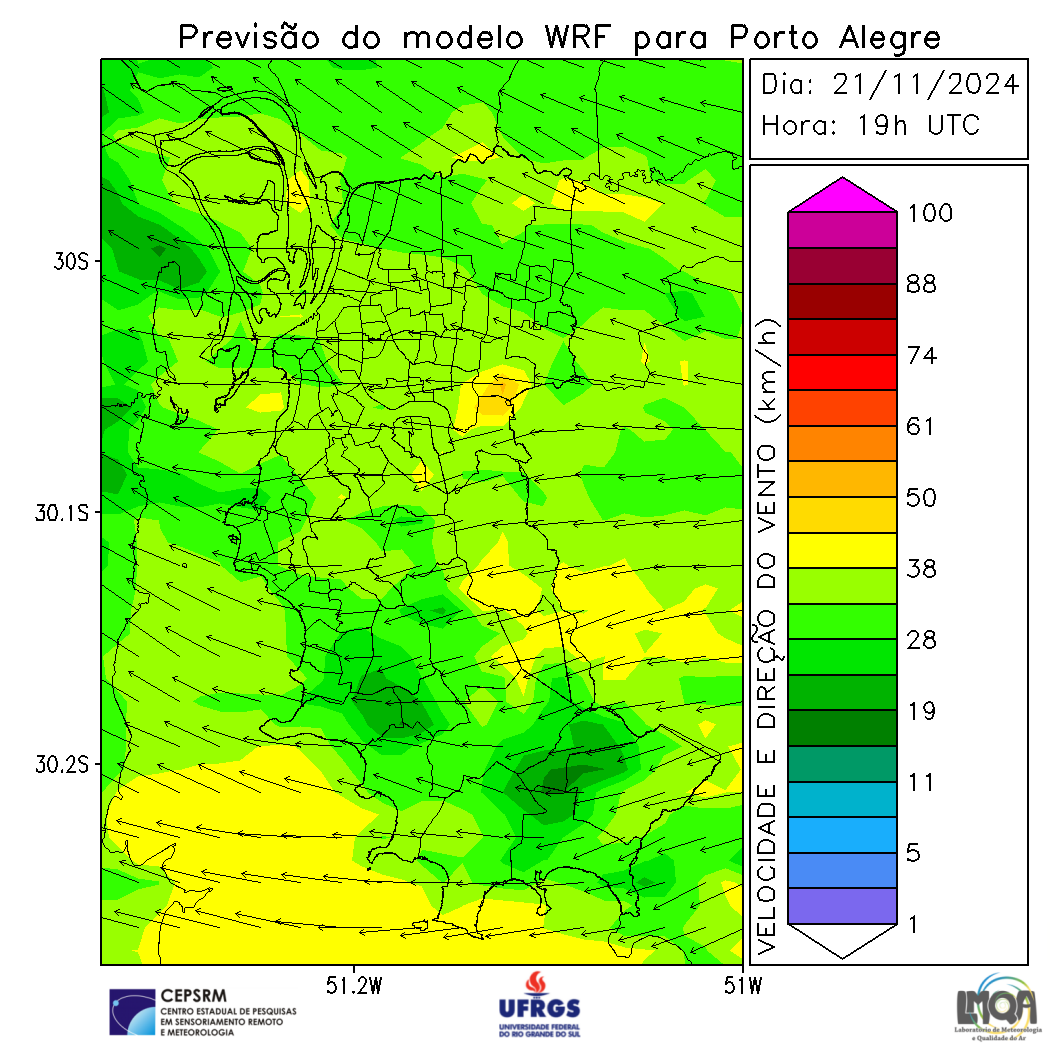 Previsão do modelo WRF para Porto Alegre
Dia: 21/11/2024
Hora: 19h UTC
30S
30.1S
30.2S
51.2W
51W
VELOCIDADE E DIREÇÃO DO VENTO (km/h)
100
88
74
61
50
38
28
19
11
5
1
CEPSRM
CENTRO ESTADUAL DE PESQUISAS
EM SENSORIAMENTO REMOTO
E METEOROLOGIA
UFRGS
UNIVERSIDADE FEDERAL
DO RIO GRANDE DO SUL
LMQA
Laboratório de Meteorologia
e Qualidade do Ar